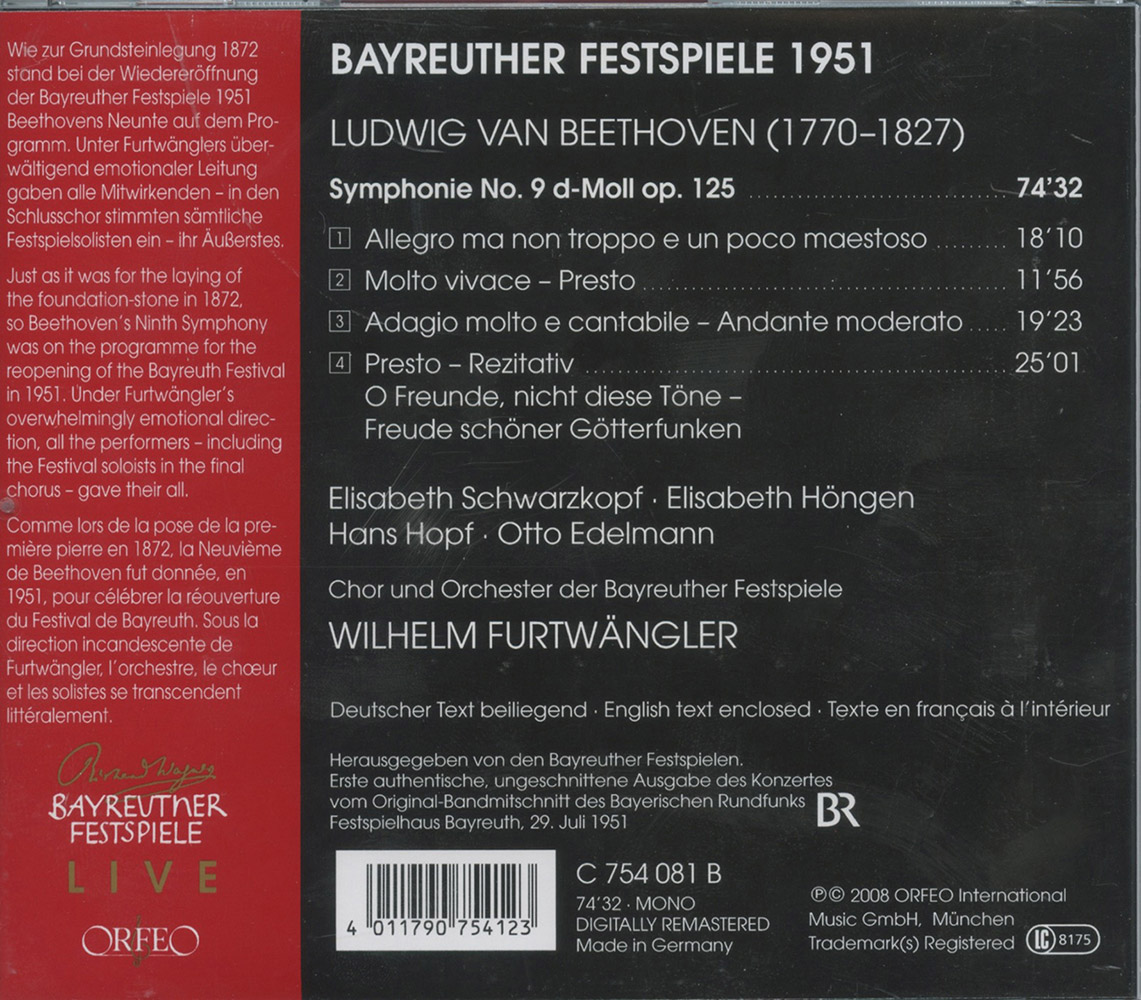 Wie zur Grundsteinlegung 1872
stand bei der Wiedereröffnung
der Bayreuther Festspiele 1951
Beethovens Neunte auf dem Pro-
gramm. Unter Furtwänglers über-
wältigend emotionaler Leitung
gaben alle Mitwirkenden – in den
Schlusschor stimmten sämtliche
Festspielsolisten ein – ihr Äußerstes.
Just as it was for the laying of
the foundation-stone in 1872,
so Beethoven's Ninth Symphony
was on the programme for the
reopening of the Bayreuth Festival
in 1951. Under Furtwängler's
overwhelmingly emotional direc-
tion, all the performers – including
the Festival soloists in the final
chorus – gave their all.
Comme lors de la pose de la pre-
mière pierre en 1872, la Neuvième
de Beethoven fut donnée, en
1951, pour célébrer la réouverture
du Festival de Bayreuth. Sous la
direction incandescente de
Furtwängler, l'orchestre, le chœur
et les solistes se transcendent
littéralement.
Richard Wagner
BAYREUTHER
FESTSPIELE
LIVE
ORFEO
BAYREUTHER FESTSPIELE 1951
LUDWIG VAN BEETHOVEN (1770–1827)
Symphonie No. 9 d-Moll op. 125 74'32
1 Allegro ma non troppo e un poco maestoso 18'10
2 Molto vivace – Presto 11'56
3 Adagio molto e cantabile – Andante moderato 19'23
4 Presto – Rezitativ 25'01
O Freunde, nicht diese Töne –
Freude schöner Götterfunken
Elisabeth Schwarzkopf · Elisabeth Höngen
Hans Hopf · Otto Edelmann
Chor und Orchester der Bayreuther Festspiele
WILHELM FURTWÄNGLER
Deutscher Text beiliegend · English text enclosed · Texte en français à l'intérieur
Herausgegeben von den Bayreuther Festspielen.
Erste authentische, ungeschnittene Ausgabe des Konzertes
vom Original-Bandmitschnitt des Bayerischen Rundfunks BR
Festspielhaus Bayreuth, 29. Juli 1951
4 011790 754123
C 754 081 B
74'32 · MONO
DIGITALLY REMASTERED
Made in Germany
℗© 2008 ORFEO International
Music GmbH, München
Trademark(s) Registered LC 8175